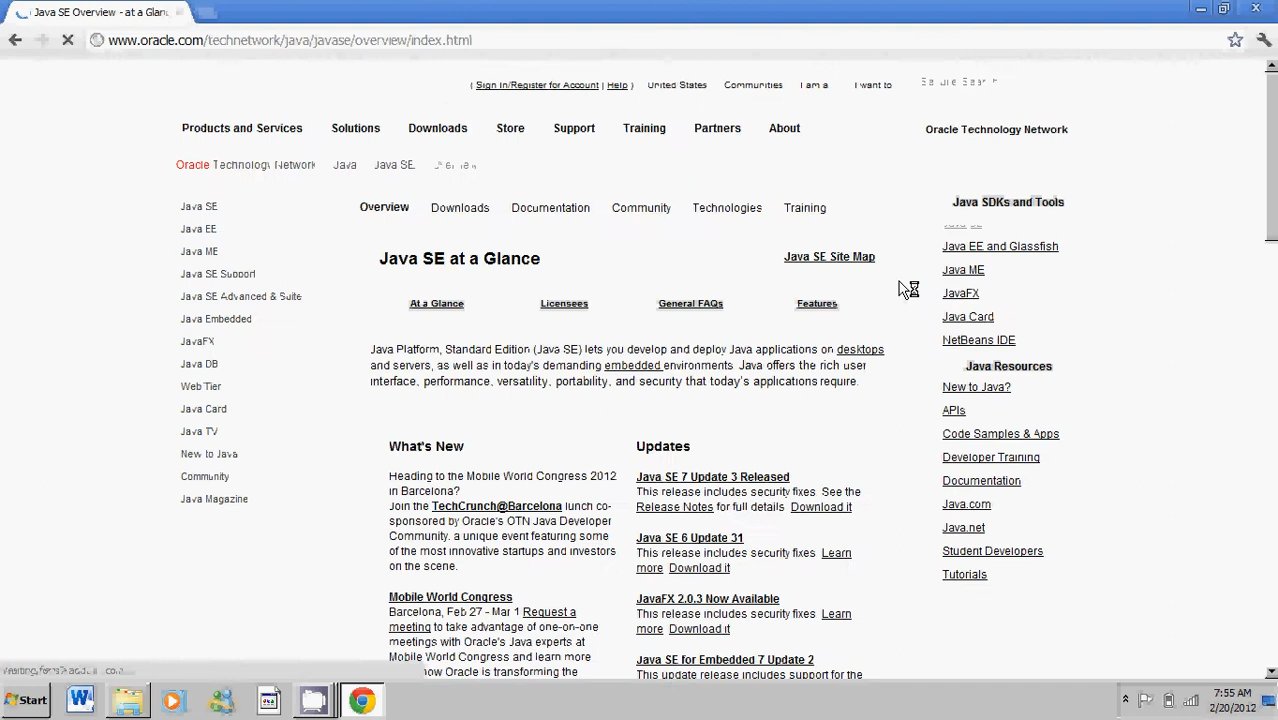 Java SE Overview - at a Glanc
www.oracle.com/technetwork/java/javase/overview/index.html
( Sign In/Register for Account | Help ) United States Communities I am a I want to
Products and Services Solutions Downloads Store Support Training Partners About Oracle Technology Network
Oracle Technology Network Java Java SE
Java SE
Java EE
Java ME
Java SE Support
Java SE Advanced & Suite
Java Embedded
JavaFX
Java DB
Web Tier
Java Card
Java TV
New to Java
Community
Java Magazine
Overview Downloads Documentation Community Technologies Training
Java SE at a Glance Java SE Site Map
At a Glance Licensees General FAQs Features
Java Platform, Standard Edition (Java SE) lets you develop and deploy Java applications on desktops
and servers, as well as in today's demanding embedded environments. Java offers the rich user
interface, performance, versatility, portability, and security that today's applications require.
What's New
Heading to the Mobile World Congress 2012
in Barcelona?
Join the TechCrunch@Barcelona lunch co-
sponsored by Oracle's OTN Java Developer
Community. a unique event featuring some
of the most innovative startups and investors
on the scene.
Mobile World Congress
Barcelona, Feb 27 - Mar 1 Request a
meeting to take advantage of one-on-one
meetings with Oracle's Java experts at
Mobile World Congress and learn more
how Oracle is transforming the
Updates
Java SE 7 Update 3 Released
This release includes security fixes See the
Release Notes for full details Download it
Java SE 6 Update 31
This release includes security fixes Learn
more Download it
JavaFX 2.0.3 Now Available
This release includes security fixes Learn
more Download it
Java SE for Embedded 7 Update 2
This update release includes support for the
Java SDKs and Tools
Java SE
Java EE and Glassfish
Java ME
JavaFX
Java Card
NetBeans IDE
Java Resources
New to Java?
APIs
Code Samples & Apps
Developer Training
Documentation
Java.com
Java.net
Student Developers
Tutorials
Start
7:55 AM
2/20/2012